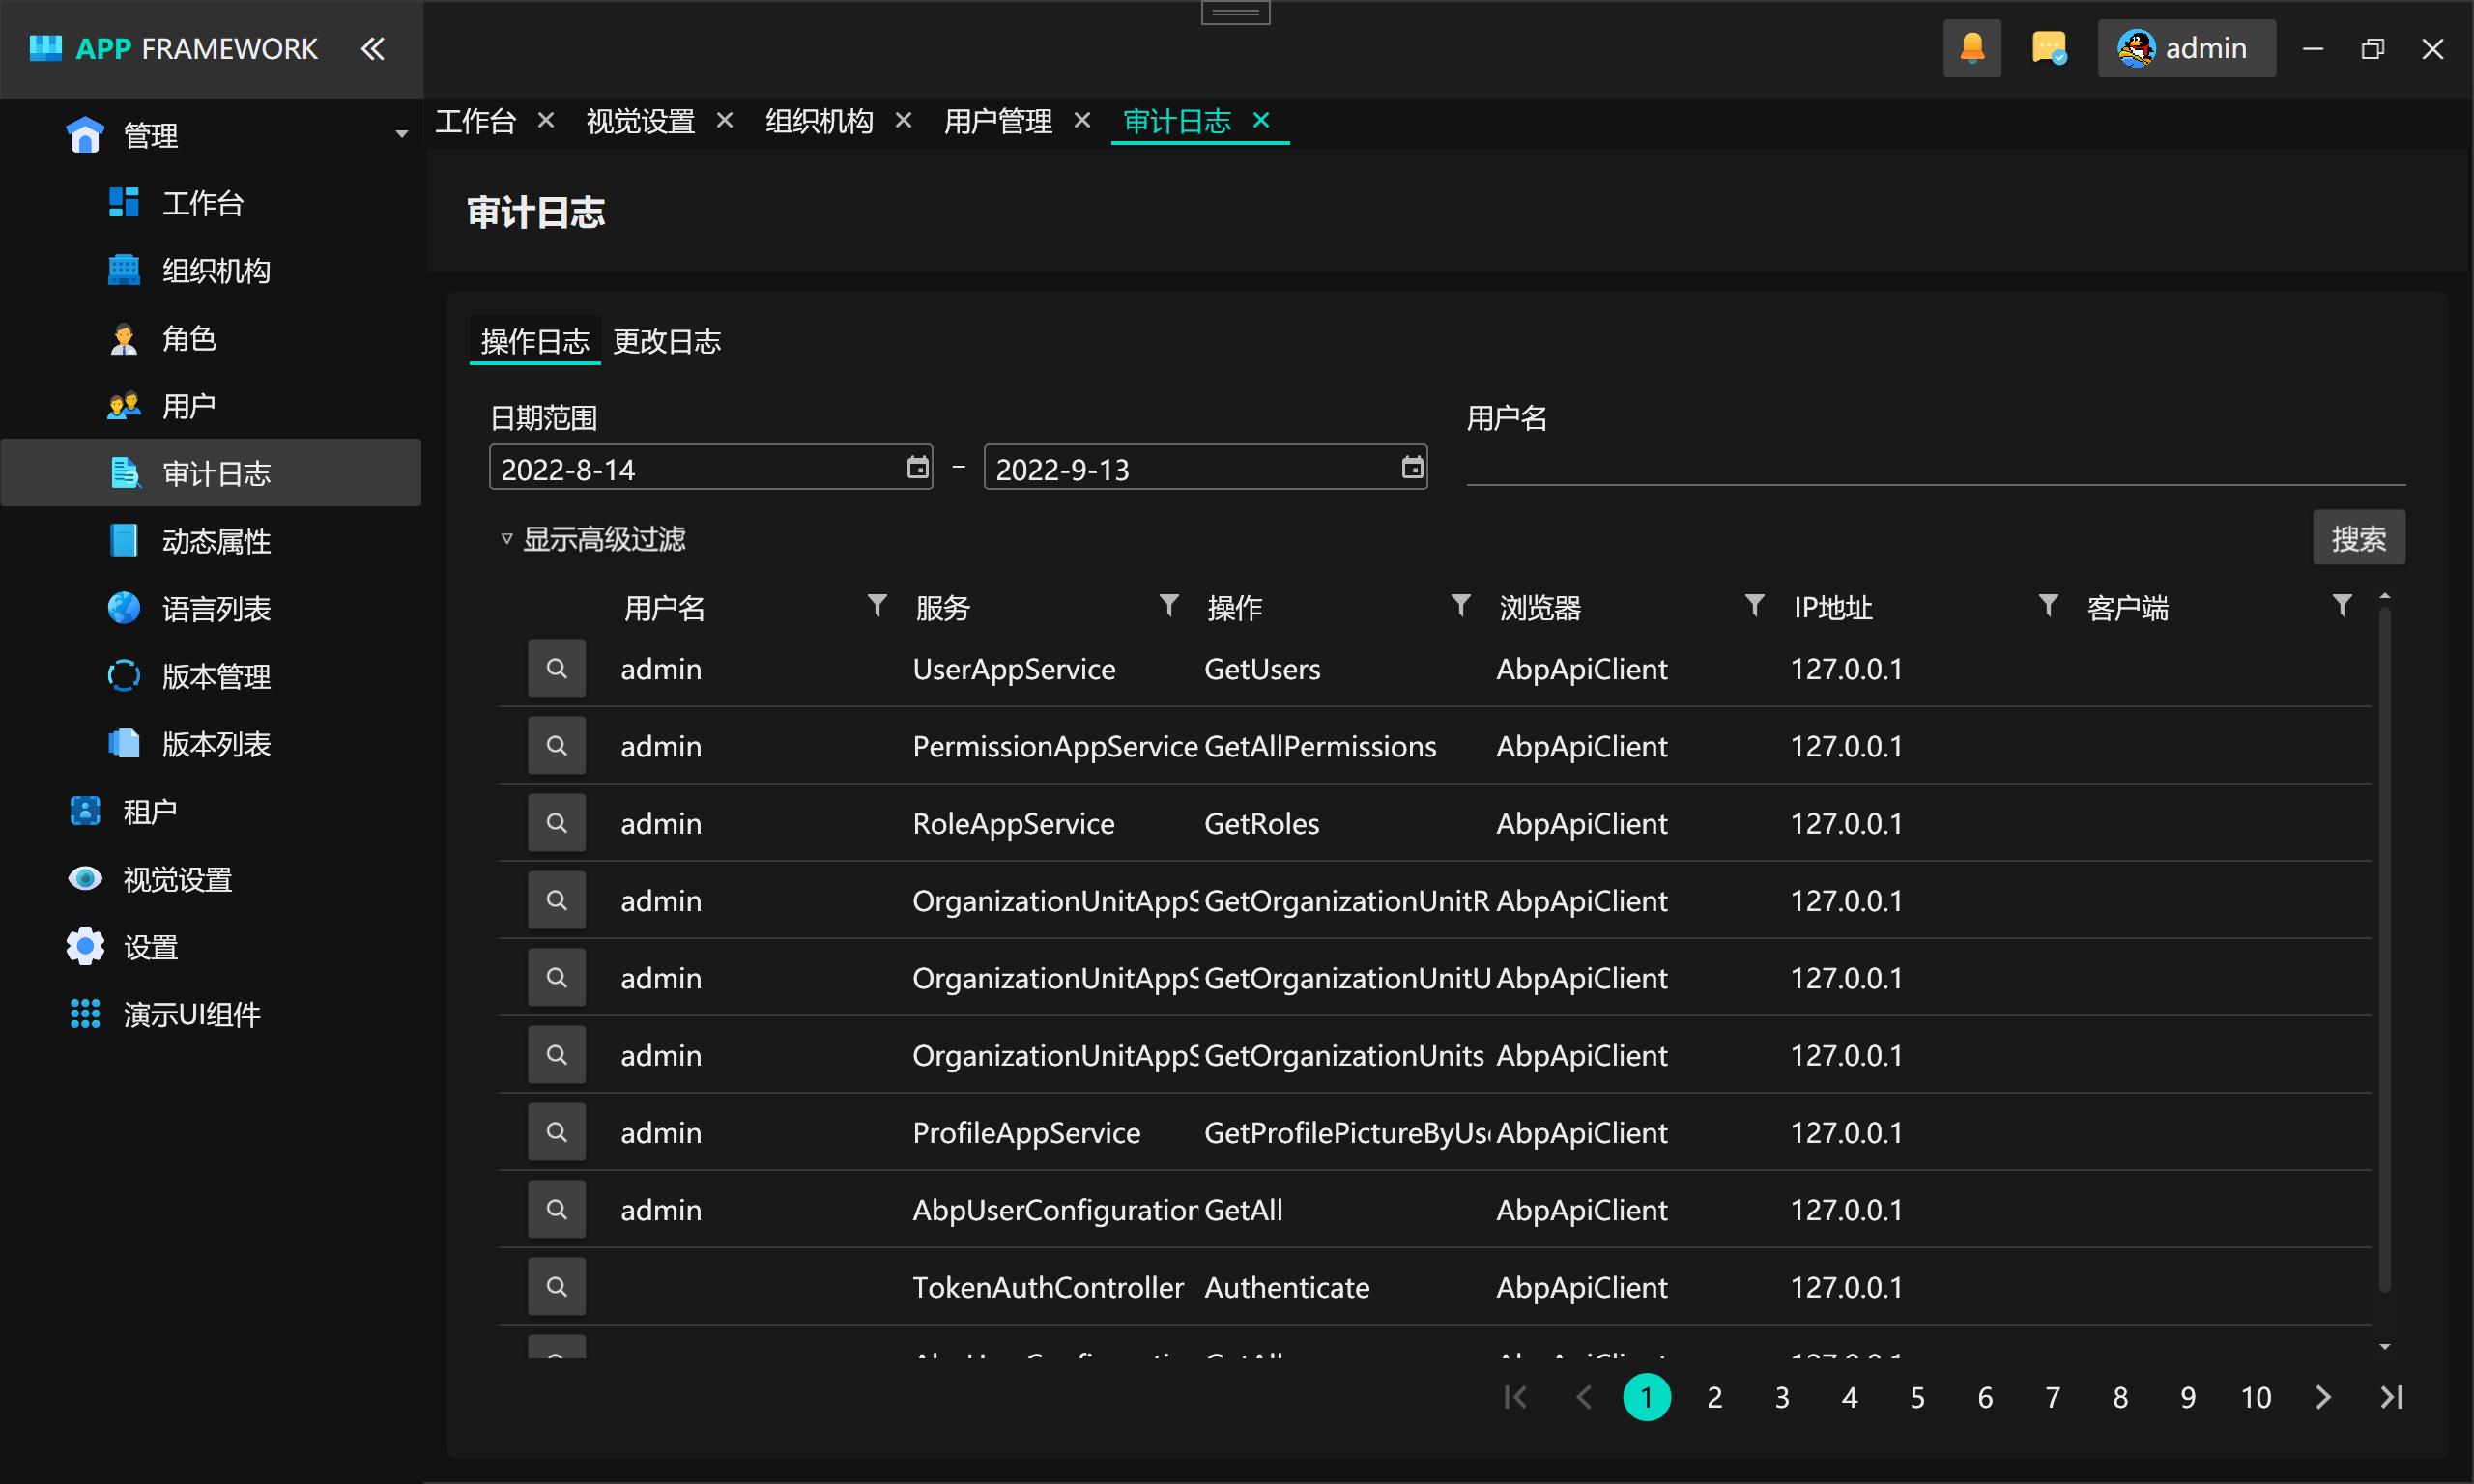 APP FRAMEWORK
admin
管理
工作台
组织机构
角色
用户
审计日志
动态属性
语言列表
版本管理
版本列表
租户
视觉设置
设置
演示UI组件
工作台 视觉设置 组织机构 用户管理 审计日志
审计日志
操作日志 更改日志
日期范围 用户名
2022-8-14 - 2022-9-13
显示高级过滤 搜索
用户名 服务 操作 浏览器 IP地址 客户端
admin UserAppService GetUsers AbpApiClient 127.0.0.1
admin PermissionAppService GetAllPermissions AbpApiClient 127.0.0.1
admin RoleAppService GetRoles AbpApiClient 127.0.0.1
admin OrganizationUnitAppS GetOrganizationUnitR AbpApiClient 127.0.0.1
admin OrganizationUnitAppS GetOrganizationUnitU AbpApiClient 127.0.0.1
admin OrganizationUnitAppS GetOrganizationUnits AbpApiClient 127.0.0.1
admin ProfileAppService GetProfilePictureByUs AbpApiClient 127.0.0.1
admin AbpUserConfiguration GetAll AbpApiClient 127.0.0.1
TokenAuthController Authenticate AbpApiClient 127.0.0.1
1 2 3 4 5 6 7 8 9 10